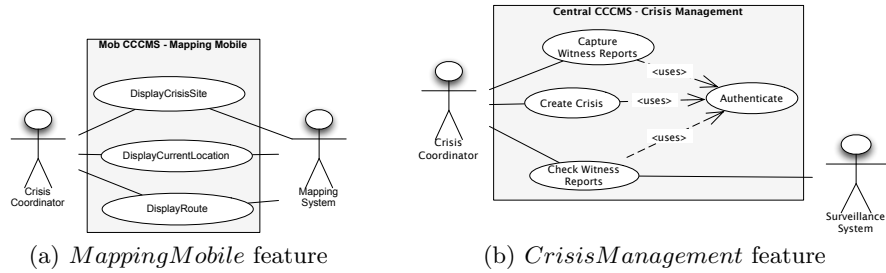 Mob CCCMS - Mapping Mobile
DisplayCrisisSite
DisplayCurrentLocation
DisplayRoute
Crisis
Coordinator
Mapping
System
(a) MappingMobile feature
Central CCCMS - Crisis Management
Capture
Witness Reports
<uses>
Create Crisis
<uses>
Authenticate
<uses>
Check Witness
Reports
Crisis
Coordinator
Surveillance
System
(b) CrisisManagement feature